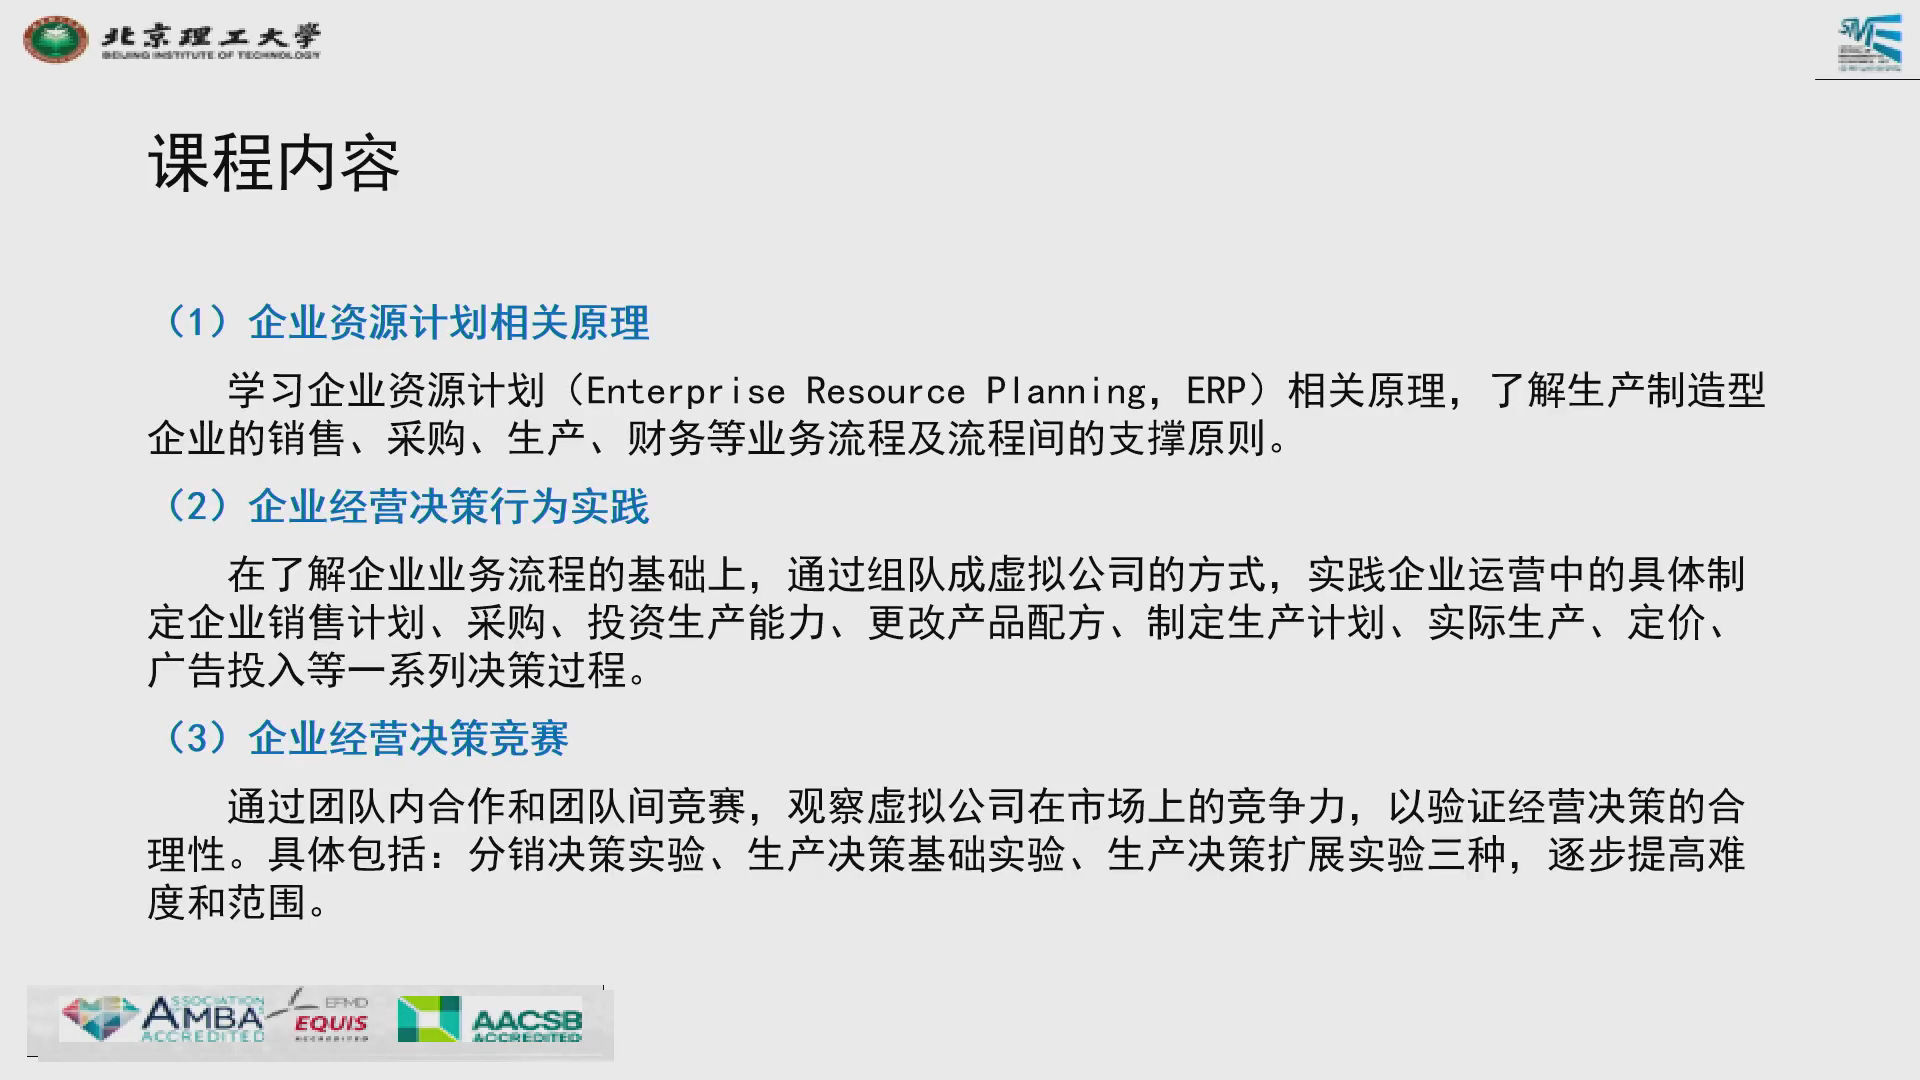 北京理工大学
BEIJING INSTITUTE OF TECHNOLOGY
课程内容
（1）企业资源计划相关原理
学习企业资源计划（Enterprise Resource Planning，ERP）相关原理，了解生产制造型
企业的销售、采购、生产、财务等业务流程及流程间的支撑原则。
（2）企业经营决策行为实践
在了解企业业务流程的基础上，通过组队成虚拟公司的方式，实践企业运营中的具体制
定企业销售计划、采购、投资生产能力、更改产品配方、制定生产计划、实际生产、定价、
广告投入等一系列决策过程。
（3）企业经营决策竞赛
通过团队内合作和团队间竞赛，观察虚拟公司在市场上的竞争力，以验证经营决策的合
理性。具体包括：分销决策实验、生产决策基础实验、生产决策扩展实验三种，逐步提高难
度和范围。
ASSOCIATION
AMBA
ACCREDITED
EFMD
EQUIS
ACCREDITED
AACSB
ACCREDITED